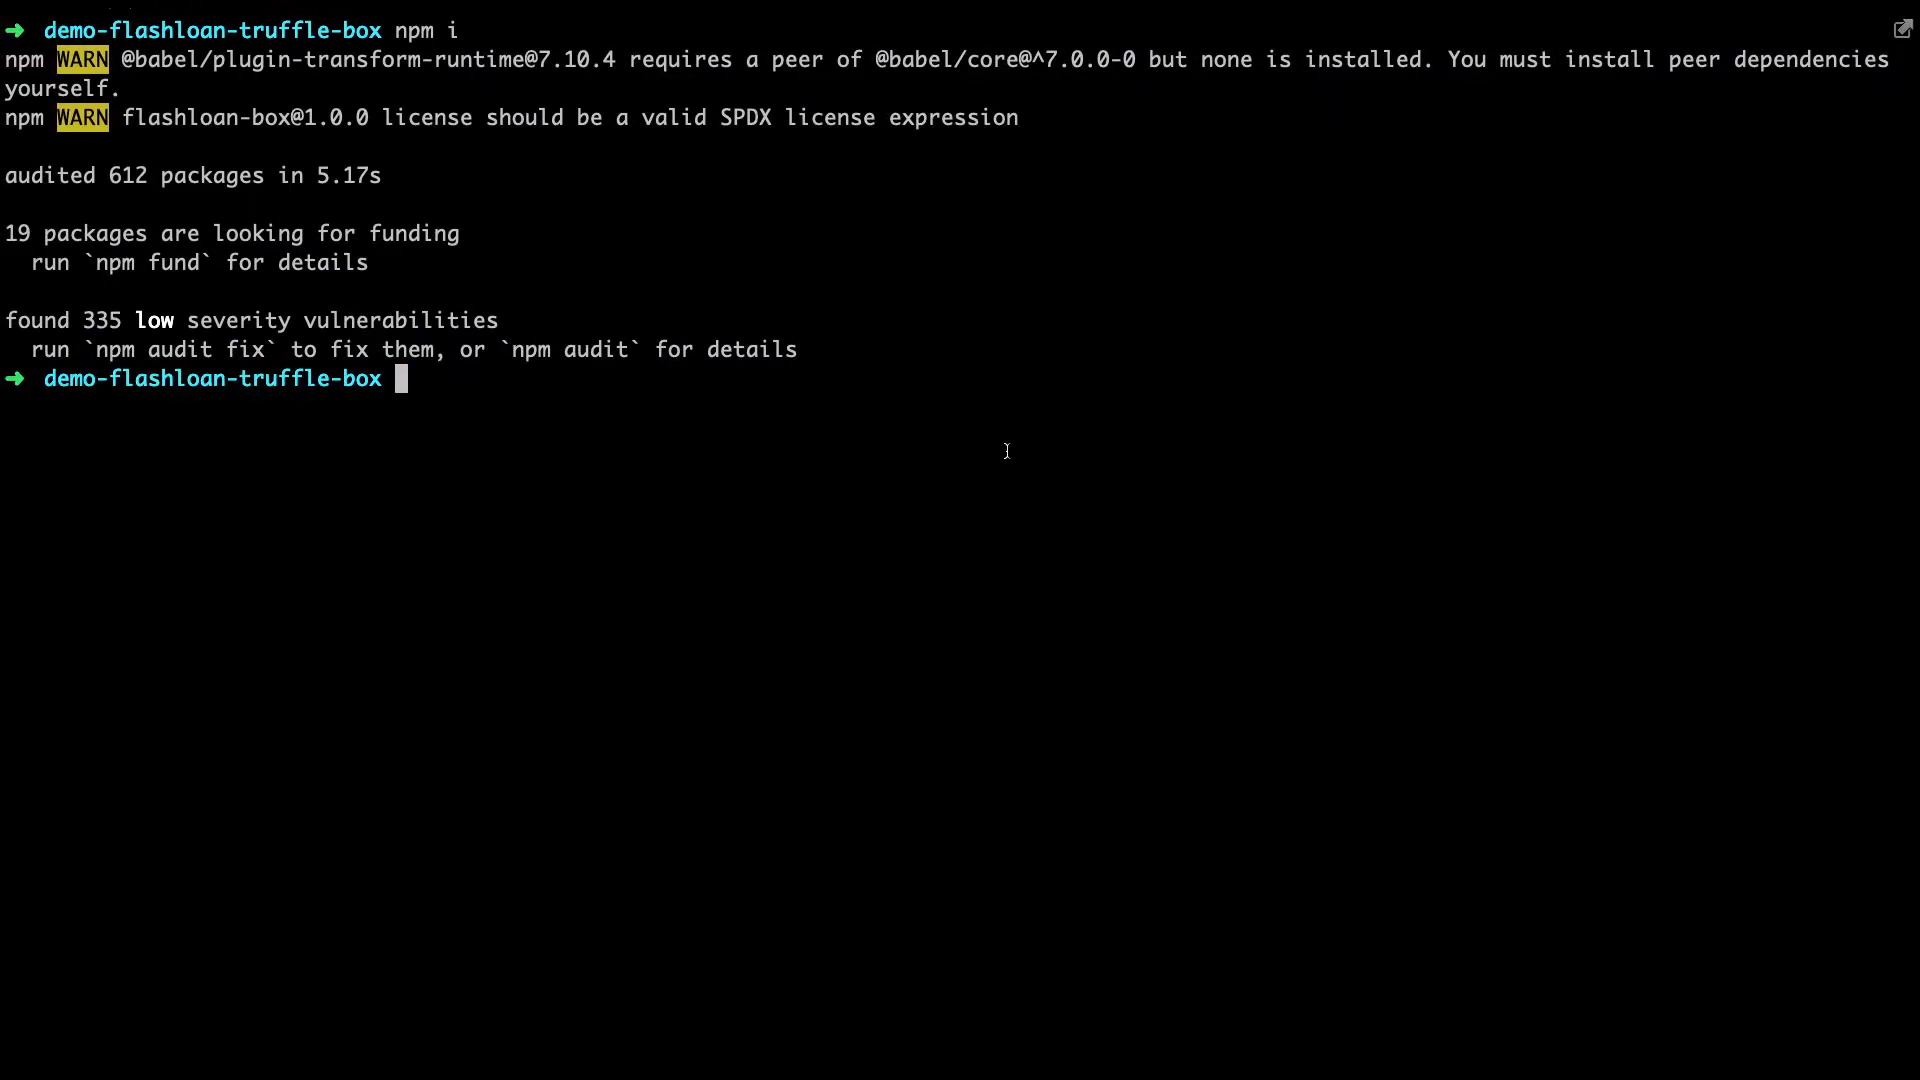 ➜ demo-flashloan-truffle-box npm i
npm WARN @babel/plugin-transform-runtime@7.10.4 requires a peer of @babel/core@^7.0.0-0 but none is installed. You must install peer dependencies
yourself.
npm WARN flashloan-box@1.0.0 license should be a valid SPDX license expression
audited 612 packages in 5.17s
19 packages are looking for funding
run `npm fund` for details
found 335 low severity vulnerabilities
run `npm audit fix` to fix them, or `npm audit` for details
➜ demo-flashloan-truffle-box